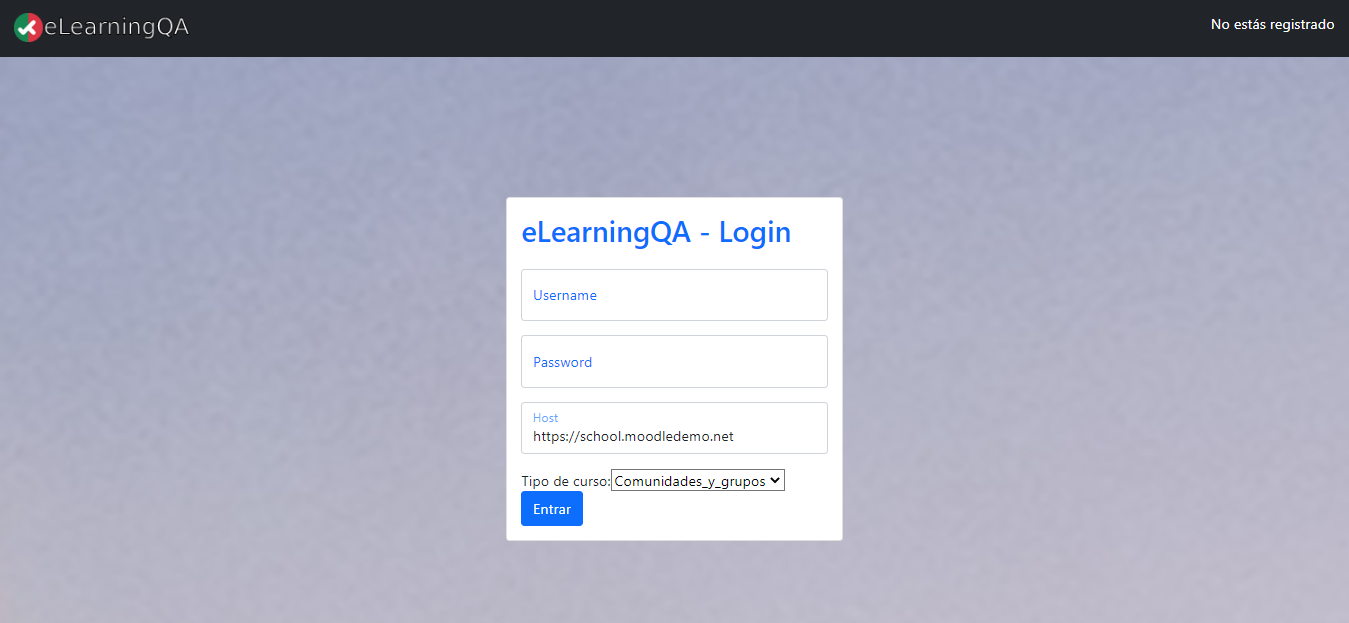 eLearningQA
No estás registrado
eLearningQA - Login
Username
Password
Host
https://school.moodledemo.net
Tipo de curso: Comunidades_y_grupos
Entrar